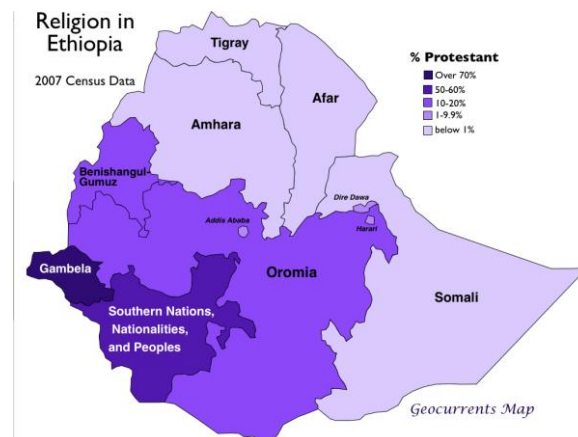 Religion in
Ethiopia
2007 Census Data
% Protestant
Over 70%
50-60%
10-20%
1-9.9%
below 1%
Tigray
Afar
Amhara
Benishangul-
Gumuz
Dire Dawa
Addis Ababa
Harari
Gambela
Oromia
Somali
Southern Nations,
Nationalities,
and Peoples
Geocurrents Map